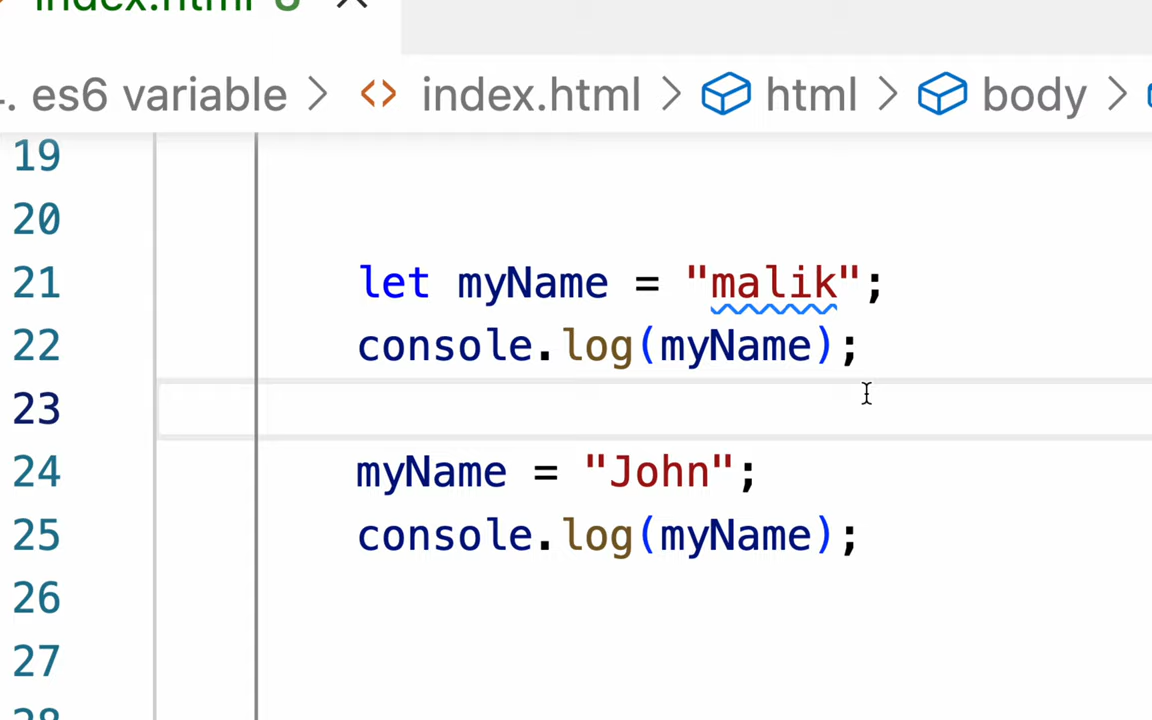 index.html U
. es6 variable > index.html > html > body >
19
20
21 let myName = "malik";
22 console.log(myName);
23
24 myName = "John";
25 console.log(myName);
26
27
28